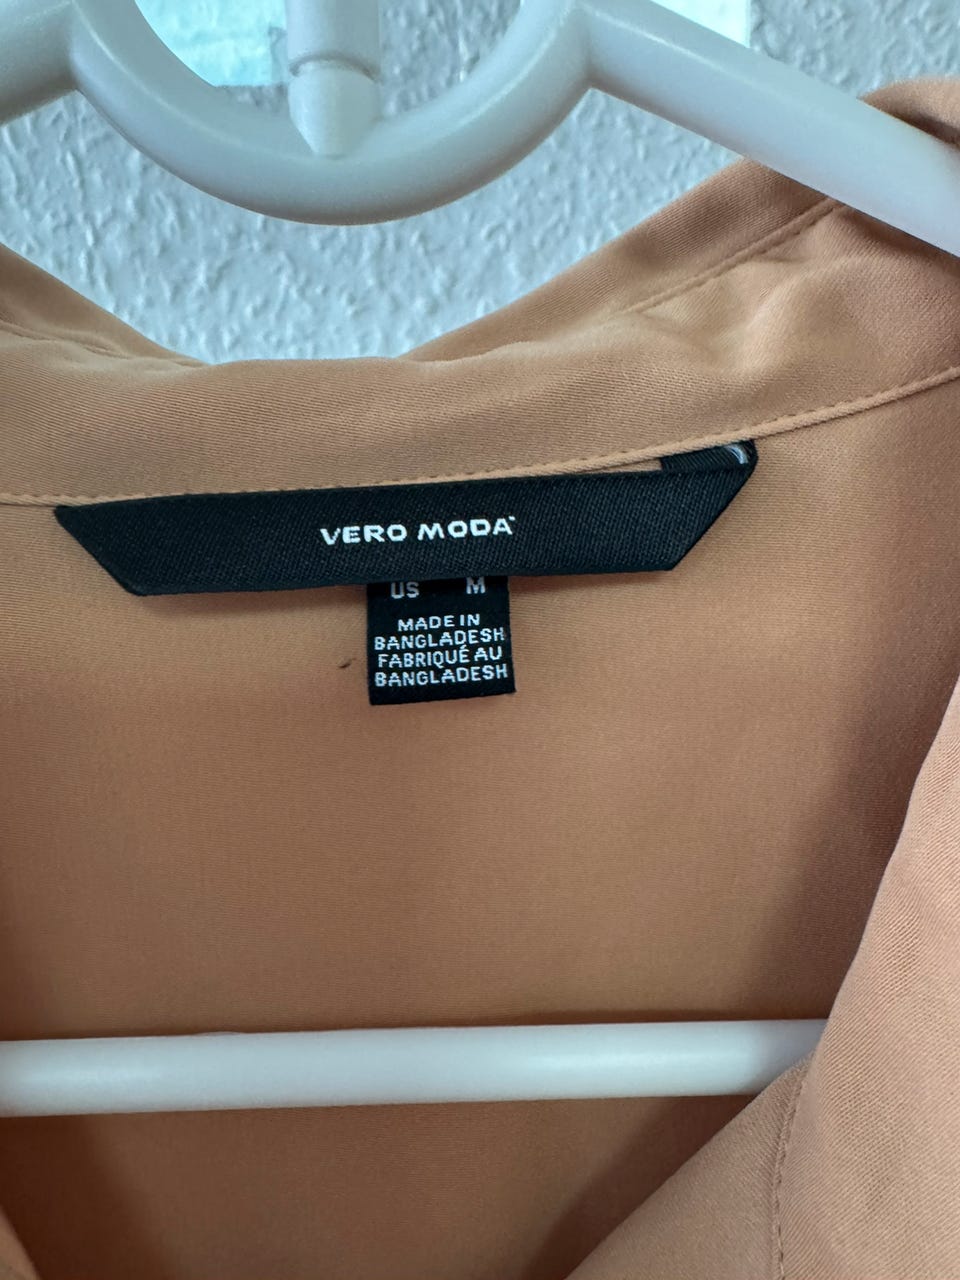 VERO MODA
US M
MADE IN
BANGLADESH
FABRIQUÉ AU
BANGLADESH